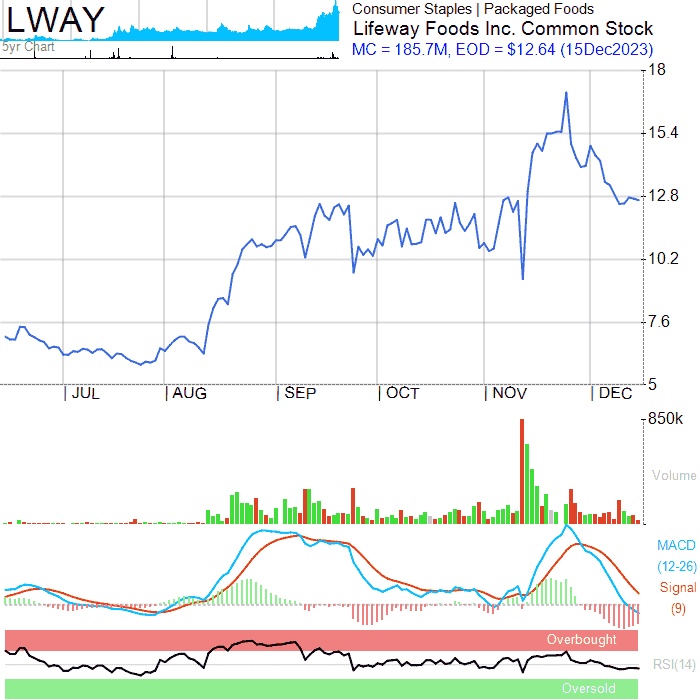 LWAY
5yr Chart
Consumer Staples | Packaged Foods
Lifeway Foods Inc. Common Stock
MC = 185.7M, EOD = $12.64 (15Dec2023)
18
15.4
12.8
10.2
7.6
5
JUL AUG SEP OCT NOV DEC
850k
Volume
MACD
(12-26)
Signal
(9)
Overbought
RSI(14)
Oversold